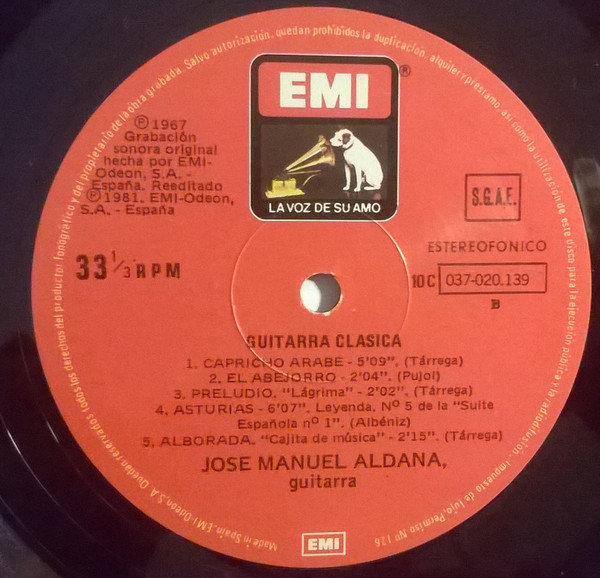 Salvo autorización, quedan prohibidos la duplicación, alquiler y préstamo, así como la utilización de este disco para la ejecución pública y la radiodifusión. - Impuesto de lujo, Permiso Nº 126
Made in Spain. EMI-Odeon, S.A. Quedan reservados todos los derechos del productor fonográfico y del propietario de la obra grabada.
EMI
®
LA VOZ DE SU AMO
Ⓟ 1967
Grabación
sonora original
hecha por EMI-
Odeon, S.A. -
España. Reeditado
Ⓟ 1981, EMI-Odeon,
S.A. - España
33 1/3 RPM
S.G.A.E.
ESTEREOFONICO
10C 037-020.139
B
GUITARRA CLASICA
1. CAPRICHO ARABE - 5'09". (Tárrega)
2. EL ABEJORRO - 2'04". (Pujol)
3. PRELUDIO, "Lágrima" - 2'02". (Tárrega)
4. ASTURIAS - 6'07". Leyenda, Nº 5 de la "Suite
Española nº 1". (Albéniz)
5. ALBORADA, "Cajita de música" - 2'15". (Tárrega)
JOSE MANUEL ALDANA,
guitarra
EMI